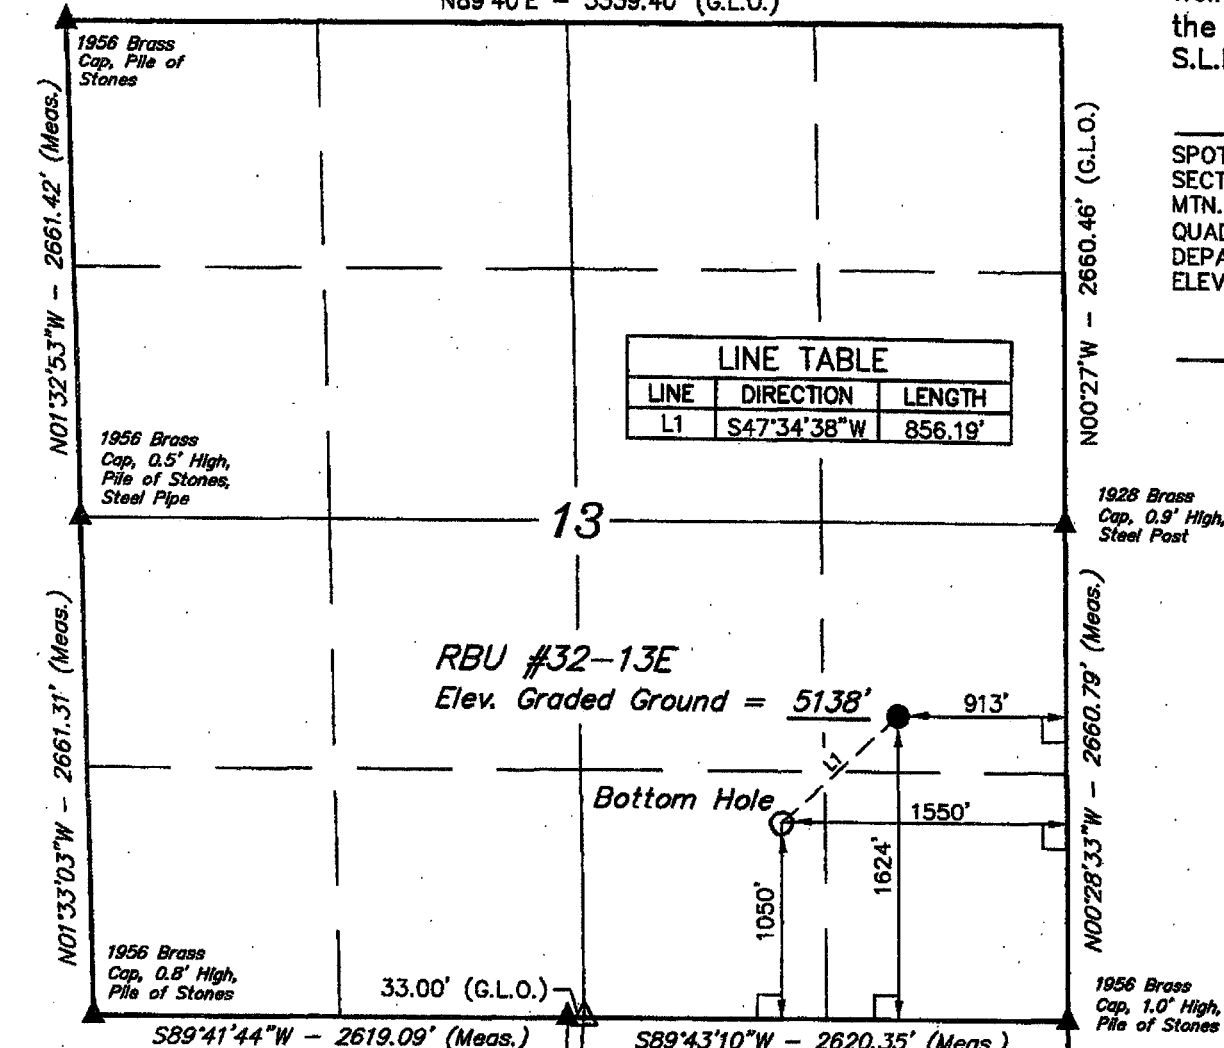 N89°40'E - 5339.40' (G.L.O.)
1956 Brass
Cap, Pile of
Stones
the
SPOT
SECT
MTN.
QUAD
DEPA
ELEV
N01°32'53"W - 2661.42' (Meas.)
N00°27'W - 2660.46' (G.L.O.)
LINE TABLE
LINE DIRECTION LENGTH
L1 S47°34'38"W 856.19'
1956 Brass
Cap, 0.5' High,
Pile of Stones,
Steel Pipe
13
1928 Brass
Cap, 0.9' High,
Steel Post
N01°33'03"W - 2661.31' (Meas.)
N00°28'33"W - 2660.79' (Meas.)
RBU #32-13E
Elev. Graded Ground = 5138'
913'
L1
Bottom Hole
1550'
1624'
1050'
1956 Brass
Cap, 0.8' High,
Pile of Stones
33.00' (G.L.O.)
1956 Brass
Cap, 1.0' High,
Pile of Stones
S89°41'44"W - 2619.09' (Meas.)
S89°43'10"W - 2620.35' (Meas.)